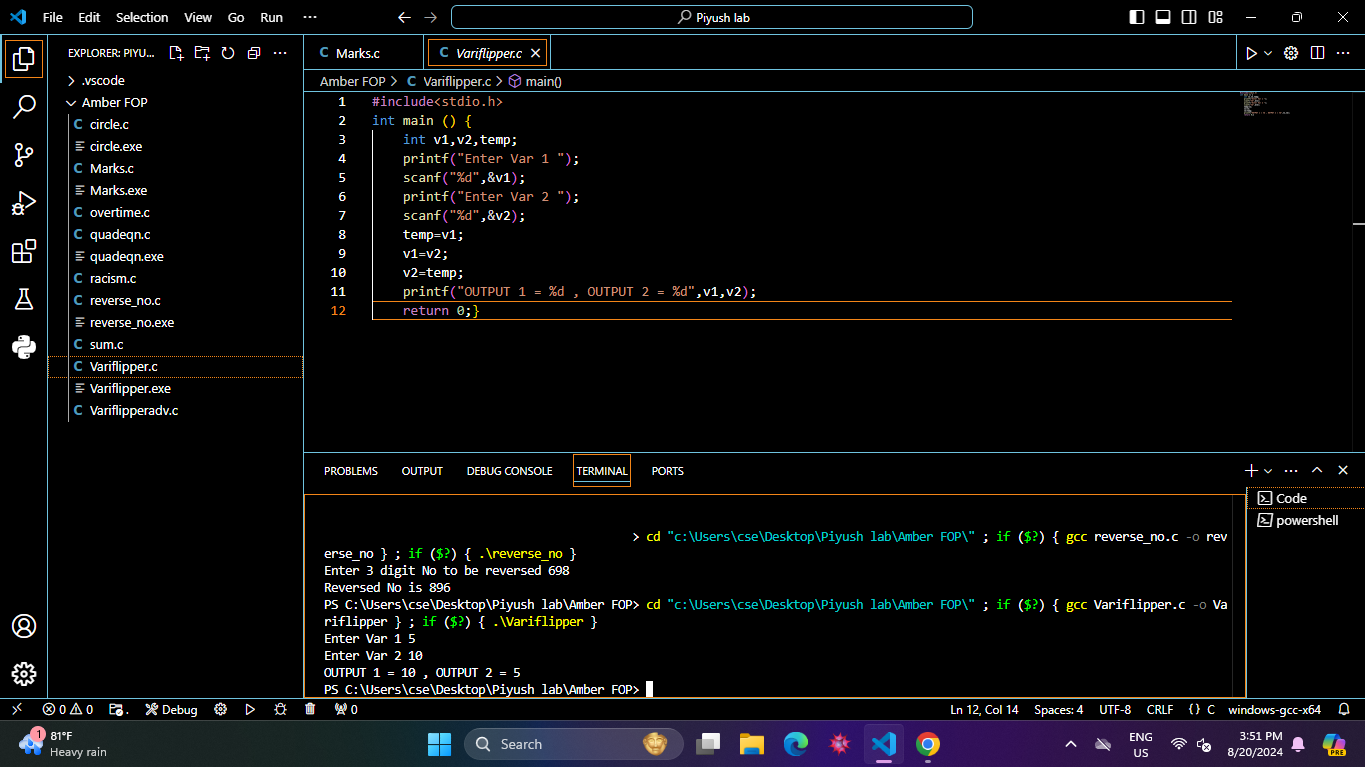 File Edit Selection View Go Run ··· Piyush lab
EXPLORER: PIYU...
.vscode
Amber FOP
circle.c
circle.exe
Marks.c
Marks.exe
overtime.c
quadeqn.c
quadeqn.exe
racism.c
reverse_no.c
reverse_no.exe
sum.c
Variflipper.c
Variflipper.exe
Variflipperadv.c
C Marks.c C Variflipper.c
Amber FOP > C Variflipper.c > main()
1 #include<stdio.h>
2 int main () {
3 int v1,v2,temp;
4 printf("Enter Var 1 ");
5 scanf("%d",&v1);
6 printf("Enter Var 2 ");
7 scanf("%d",&v2);
8 temp=v1;
9 v1=v2;
10 v2=temp;
11 printf("OUTPUT 1 = %d , OUTPUT 2 = %d",v1,v2);
12 return 0;}
PROBLEMS OUTPUT DEBUG CONSOLE TERMINAL PORTS
> cd "c:\Users\cse\Desktop\Piyush lab\Amber FOP\" ; if ($?) { gcc reverse_no.c -o rev
erse_no } ; if ($?) { .\reverse_no }
Enter 3 digit No to be reversed 698
Reversed No is 896
PS C:\Users\cse\Desktop\Piyush lab\Amber FOP> cd "c:\Users\cse\Desktop\Piyush lab\Amber FOP\" ; if ($?) { gcc Variflipper.c -o Va
riflipper } ; if ($?) { .\Variflipper }
Enter Var 1 5
Enter Var 2 10
OUTPUT 1 = 10 , OUTPUT 2 = 5
PS C:\Users\cse\Desktop\Piyush lab\Amber FOP>
Code
powershell
0 0 Debug 0 Ln 12, Col 14 Spaces: 4 UTF-8 CRLF {} C windows-gcc-x64
1
81°F
Heavy rain
Search
ENG
US
3:51 PM
8/20/2024
PRE